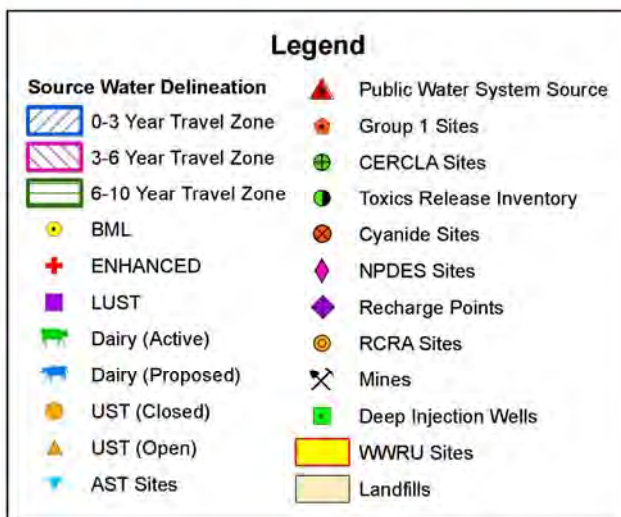 Legend
Source Water Delineation
0-3 Year Travel Zone
3-6 Year Travel Zone
6-10 Year Travel Zone
BML
ENHANCED
LUST
Dairy (Active)
Dairy (Proposed)
UST (Closed)
UST (Open)
AST Sites
Public Water System Source
Group 1 Sites
CERCLA Sites
Toxics Release Inventory
Cyanide Sites
NPDES Sites
Recharge Points
RCRA Sites
Mines
Deep Injection Wells
WWRU Sites
Landfills